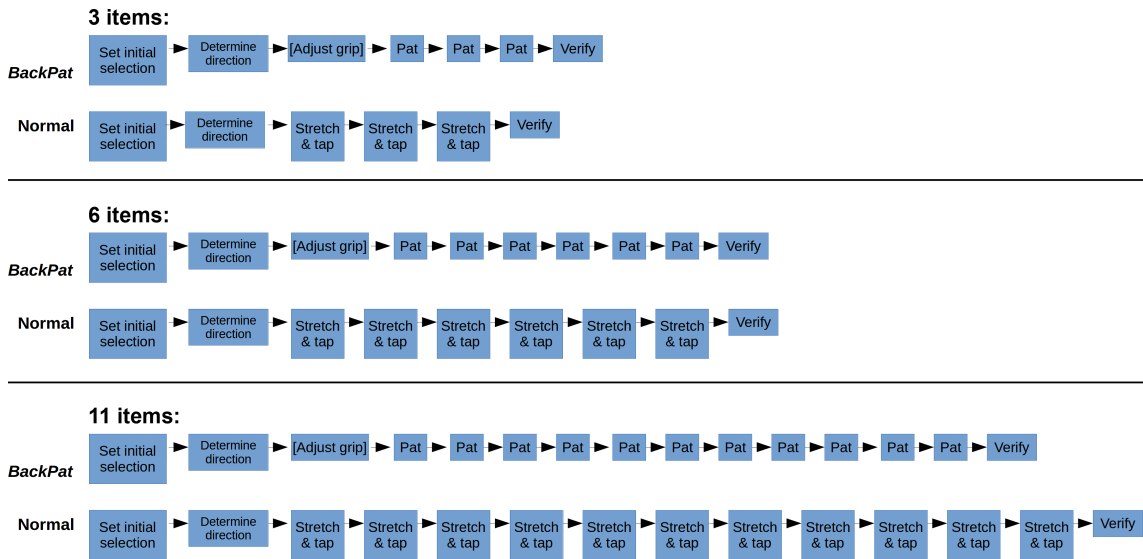 3 items:
BackPat
Set initial
selection
Determine
direction
[Adjust grip]
Pat
Pat
Pat
Verify
Normal
Set initial
selection
Determine
direction
Stretch
& tap
Stretch
& tap
Stretch
& tap
Verify
6 items:
BackPat
Set initial
selection
Determine
direction
[Adjust grip]
Pat
Pat
Pat
Pat
Pat
Pat
Verify
Normal
Set initial
selection
Determine
direction
Stretch
& tap
Stretch
& tap
Stretch
& tap
Stretch
& tap
Stretch
& tap
Stretch
& tap
Verify
11 items:
BackPat
Set initial
selection
Determine
direction
[Adjust grip]
Pat
Pat
Pat
Pat
Pat
Pat
Pat
Pat
Pat
Pat
Pat
Verify
Normal
Set initial
selection
Determine
direction
Stretch
& tap
Stretch
& tap
Stretch
& tap
Stretch
& tap
Stretch
& tap
Stretch
& tap
Stretch
& tap
Stretch
& tap
Stretch
& tap
Stretch
& tap
Stretch
& tap
Verify